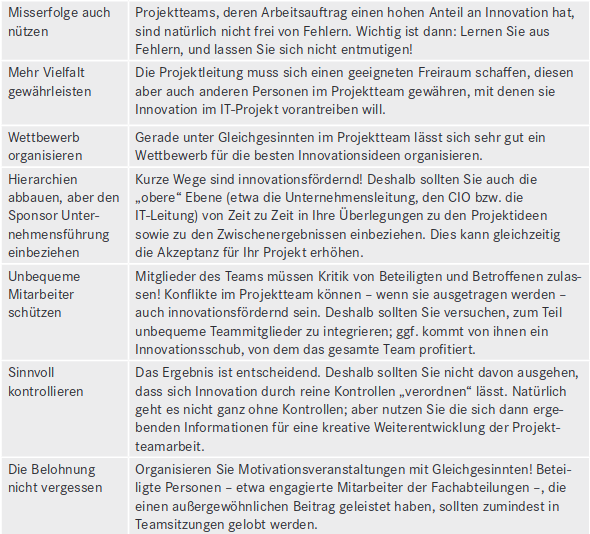 Misserfolge auch
nützen
Projektteams, deren Arbeitsauftrag einen hohen Anteil an Innovation hat,
sind natürlich nicht frei von Fehlern. Wichtig ist dann: Lernen Sie aus
Fehlern, und lassen Sie sich nicht entmutigen!
Mehr Vielfalt
gewährleisten
Die Projektleitung muss sich einen geeigneten Freiraum schaffen, diesen
aber auch anderen Personen im Projektteam gewähren, mit denen sie
Innovation im IT-Projekt vorantreiben will.
Wettbewerb
organisieren
Gerade unter Gleichgesinnten im Projektteam lässt sich sehr gut ein
Wettbewerb für die besten Innovationsideen organisieren.
Hierarchien
abbauen, aber den
Sponsor Unter-
nehmensführung
einbeziehen
Kurze Wege sind innovationsfördernd! Deshalb sollten Sie auch die
„obere“ Ebene (etwa die Unternehmensleitung, den CIO bzw. die
IT-Leitung) von Zeit zu Zeit in Ihre Überlegungen zu den Projektideen
sowie zu den Zwischenergebnissen einbeziehen. Dies kann gleichzeitig
die Akzeptanz für Ihr Projekt erhöhen.
Unbequeme
Mitarbeiter
schützen
Mitglieder des Teams müssen Kritik von Beteiligten und Betroffenen zulas-
sen! Konflikte im Projektteam können – wenn sie ausgetragen werden –
auch innovationsfördernd sein. Deshalb sollten Sie versuchen, zum Teil
unbequeme Teammitglieder zu integrieren; ggf. kommt von ihnen ein
Innovationsschub, von dem das gesamte Team profitiert.
Sinnvoll
kontrollieren
Das Ergebnis ist entscheidend. Deshalb sollten Sie nicht davon ausgehen,
dass sich Innovation durch reine Kontrollen „verordnen“ lässt. Natürlich
geht es nicht ganz ohne Kontrollen; aber nutzen Sie die sich dann erge-
benden Informationen für eine kreative Weiterentwicklung der Projekt-
teamarbeit.
Die Belohnung
nicht vergessen
Organisieren Sie Motivationsveranstaltungen mit Gleichgesinnten! Betei-
ligte Personen – etwa engagierte Mitarbeiter der Fachabteilungen –, die
einen außergewöhnlichen Beitrag geleistet haben, sollten zumindest in
Teamsitzungen gelobt werden.